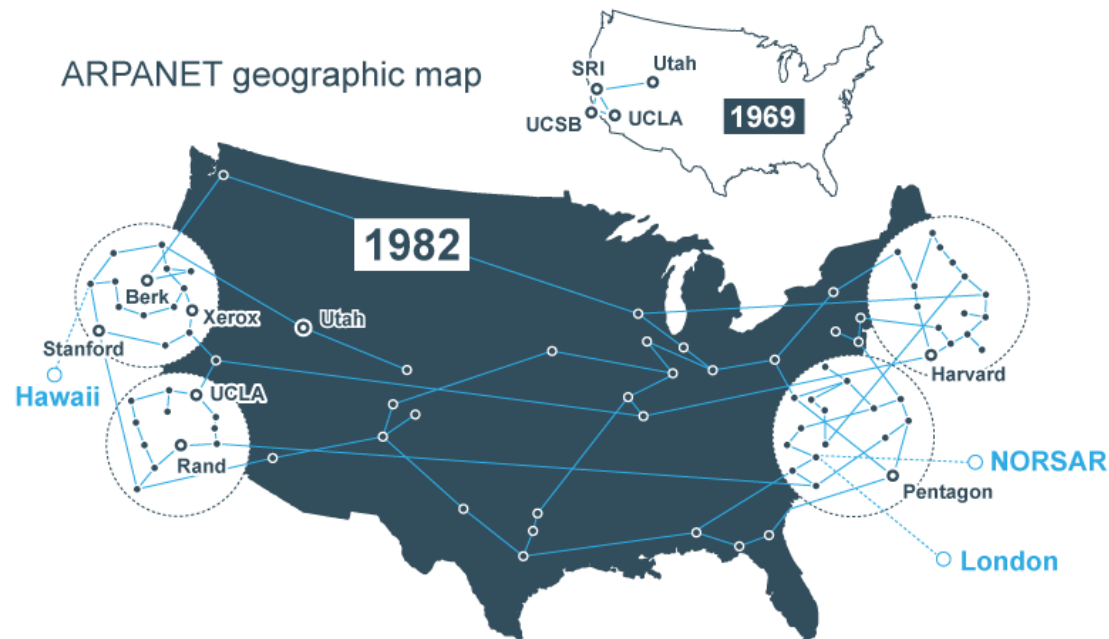 ARPANET geographic map
SRI
Utah
UCSB
UCLA
1969
1982
Berk
Xerox
Utah
Stanford
Hawaii
UCLA
Harvard
Rand
NORSAR
Pentagon
London